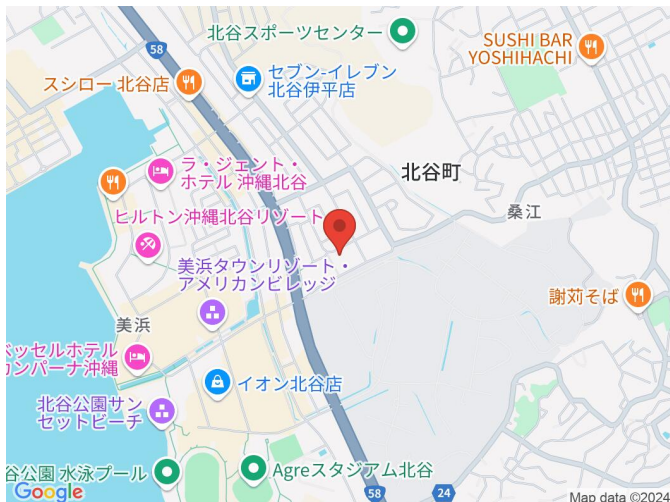 58
北谷スポーツセンター
SUSHI BAR
YOSHIHACHI
スシロー 北谷店
セブン-イレブン
北谷伊平店
ラ・ジェント・
ホテル 沖縄北谷
北谷町
桑江
ヒルトン沖縄北谷リゾート
美浜タウンリゾート・
アメリカンビレッジ
謝苅そば
美浜
ベッセルホテル
カンパーナ沖縄
イオン北谷店
北谷公園サン
セットビーチ
谷公園 水泳プール
Agreスタジアム北谷
Google
58
24
Map data ©2024